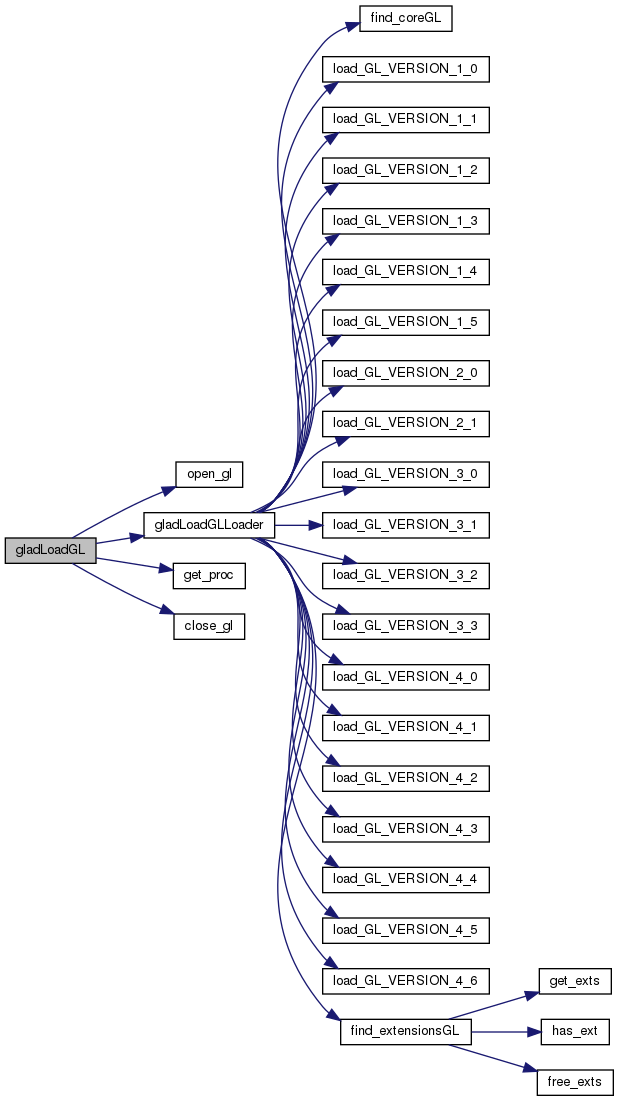 find_coreGL
load_GL_VERSION_1_0
load_GL_VERSION_1_1
load_GL_VERSION_1_2
load_GL_VERSION_1_3
load_GL_VERSION_1_4
load_GL_VERSION_1_5
load_GL_VERSION_2_0
load_GL_VERSION_2_1
open_gl
load_GL_VERSION_3_0
gladLoadGLLoader
load_GL_VERSION_3_1
gladLoadGL
get_proc
load_GL_VERSION_3_2
close_gl
load_GL_VERSION_3_3
load_GL_VERSION_4_0
load_GL_VERSION_4_1
load_GL_VERSION_4_2
load_GL_VERSION_4_3
load_GL_VERSION_4_4
load_GL_VERSION_4_5
load_GL_VERSION_4_6
get_exts
find_extensionsGL
has_ext
free_exts